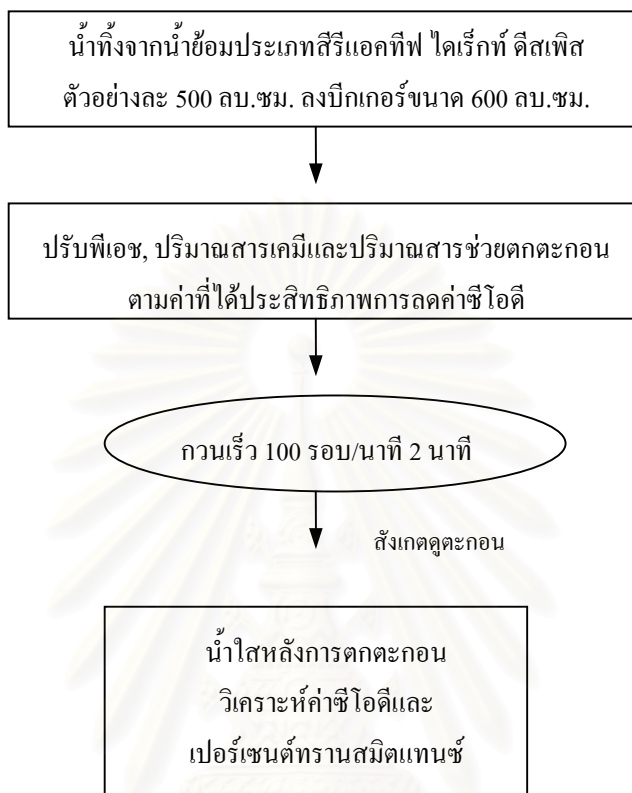 น้ำทิ้งจากน้ำย้อมประเภทสีรีแอคทีฟ ไดเร็กท์ ดีสเพิส
ตัวอย่างละ 500 ลบ.ซม. ลงบีกเกอร์ขนาด 600 ลบ.ซม.
ปรับพีเอช, ปริมาณสารเคมีและปริมาณสารช่วยตกตะกอน
ตามค่าที่ได้ประสิทธิภาพการลดค่าซีโอดี
กวนเร็ว 100 รอบ/นาที 2 นาที
สังเกตดูตะกอน
น้ำใสหลังการตกตะกอน
วิเคราะห์ค่าซีโอดีและ
เปอร์เซนต์ทรานสมิตแทนซ์